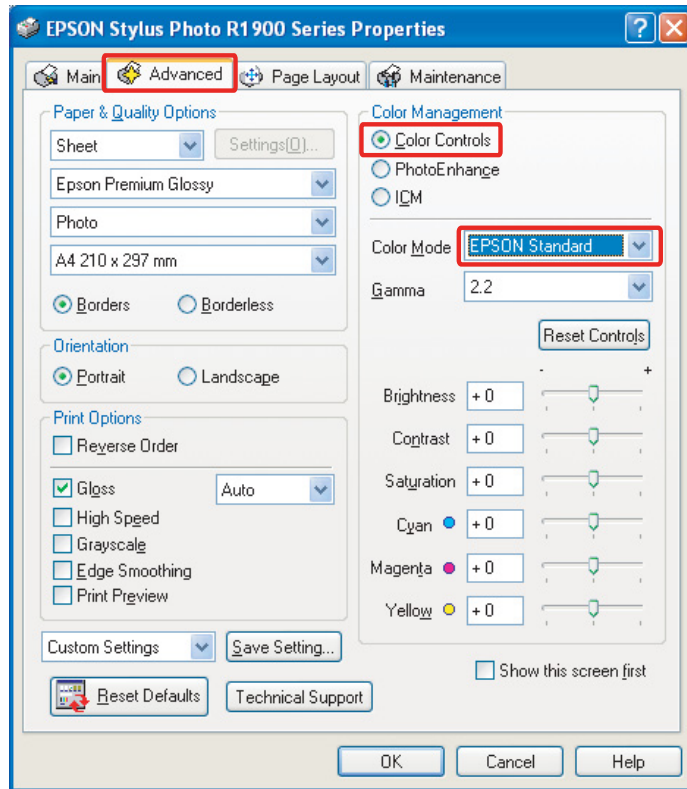 EPSON Stylus Photo R1900 Series Properties
Main
Advanced
Page Layout
Maintenance
Paper & Quality Options
Sheet
Settings(O)...
Epson Premium Glossy
Photo
A4 210 x 297 mm
Borders
Borderless
Orientation
Portrait
Landscape
Print Options
Reverse Order
Gloss
Auto
High Speed
Grayscale
Edge Smoothing
Print Preview
Custom Settings
Save Setting...
Reset Defaults
Technical Support
Color Management
Color Controls
PhotoEnhance
ICM
Color Mode
EPSON Standard
Gamma
2.2
Reset Controls
- +
Brightness + 0
Contrast + 0
Saturation + 0
Cyan + 0
Magenta + 0
Yellow + 0
Show this screen first
OK
Cancel
Help